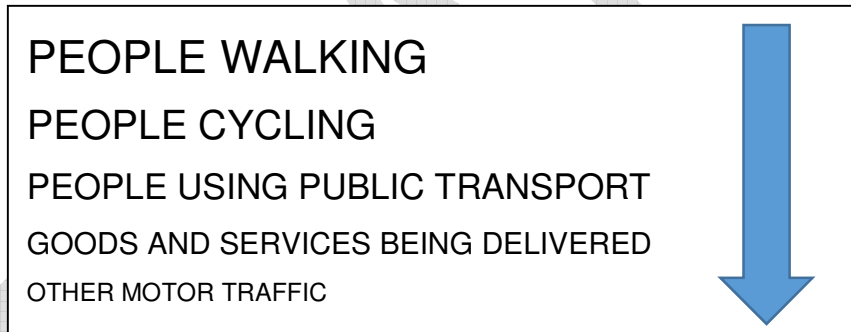 PEOPLE WALKING
PEOPLE CYCLING
PEOPLE USING PUBLIC TRANSPORT
GOODS AND SERVICES BEING DELIVERED
OTHER MOTOR TRAFFIC